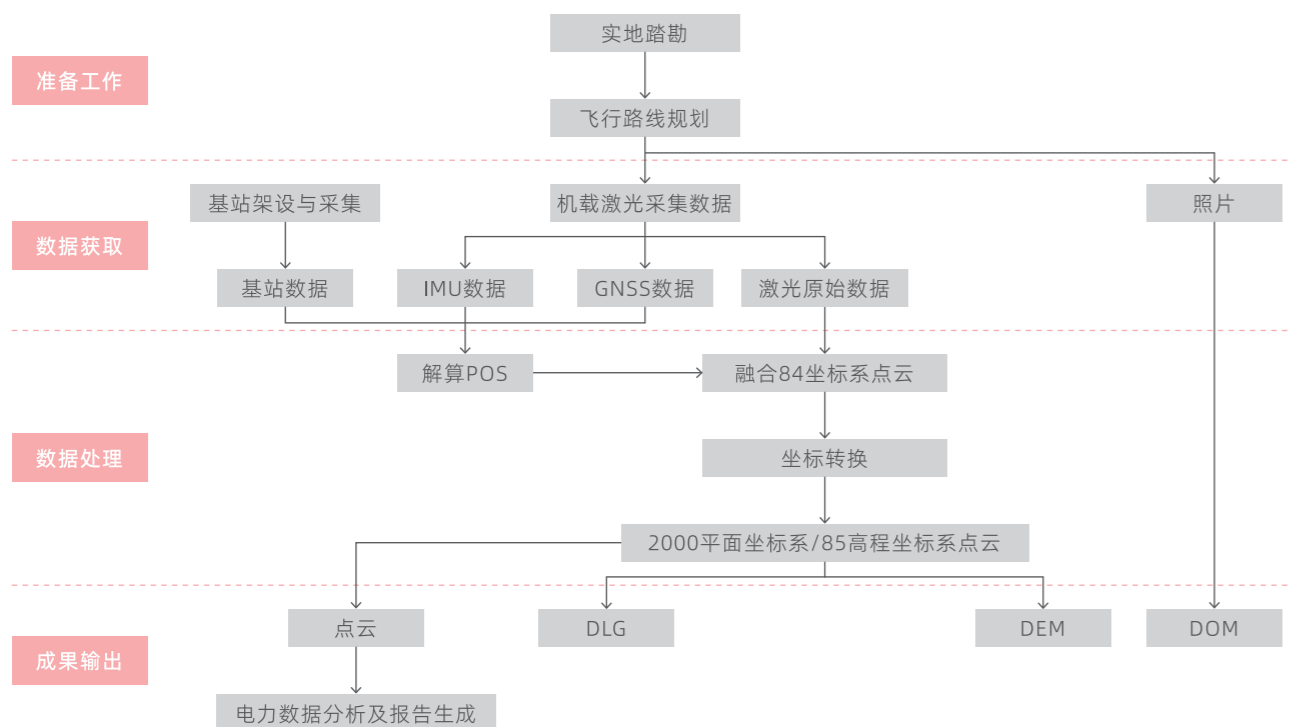 实地踏勘
准备工作
飞行路线规划
基站架设与采集
机载激光采集数据
照片
数据获取
基站数据
IMU数据
GNSS数据
激光原始数据
解算POS
融合84坐标系点云
数据处理
坐标转换
2000平面坐标系/85高程坐标系点云
点云
DLG
DEM
DOM
成果输出
电力数据分析及报告生成